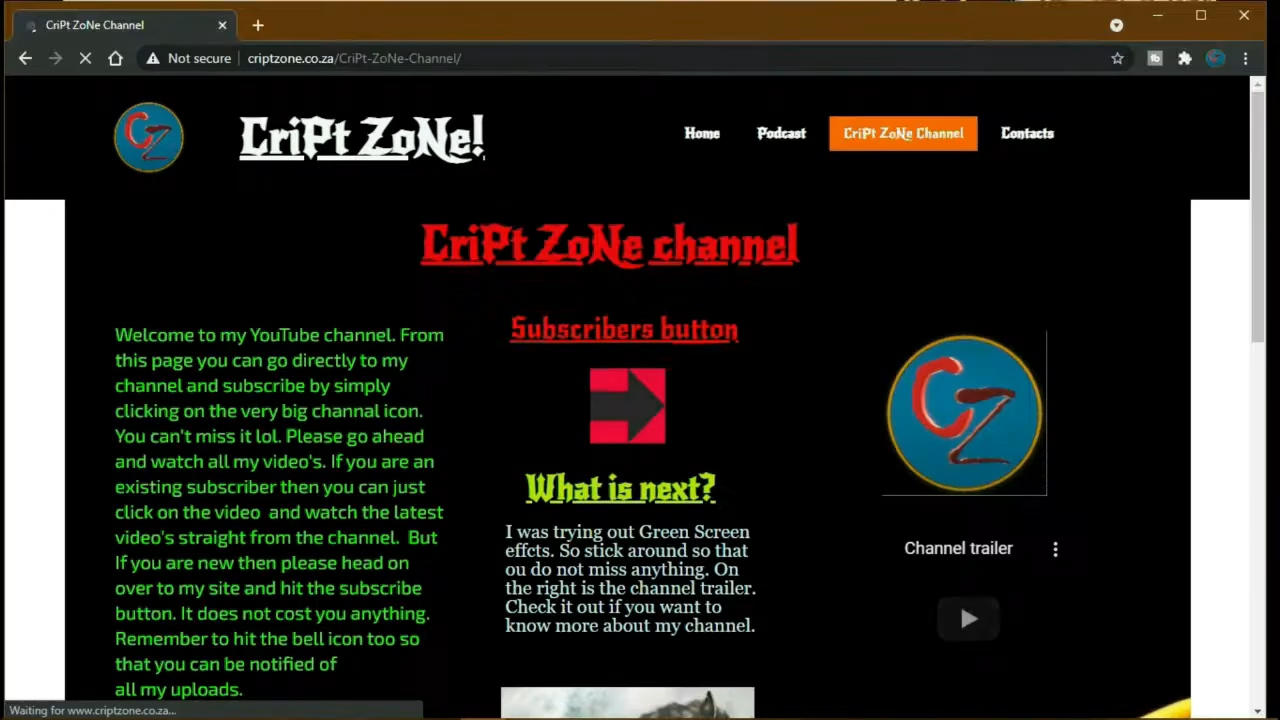 CriPt ZoNe Channel
Not secure
criptzone.co.za/CriPt-ZoNe-Channel/
CZ
CriPt ZoNe!
Home
Podcast
CriPt ZoNe Channel
Contacts
CriPt ZoNe channel
Welcome to my YouTube channel. From
this page you can go directly to my
channel and subscribe by simply
clicking on the very big channal icon.
You can't miss it lol. Please go ahead
and watch all my video's. If you are an
existing subscriber then you can just
click on the video and watch the latest
video's straight from the channel. But
If you are new then please head on
over to my site and hit the subscribe
button. It does not cost you anything.
Remember to hit the bell icon too so
that you can be notified of
all my uploads.
Subscribers button
What is next?
I was trying out Green Screen
effcts. So stick around so that
ou do not miss anything. On
the right is the channel trailer.
Check it out if you want to
know more about my channel.
CZ
Channel trailer
Waiting for www.criptzone.co.za...